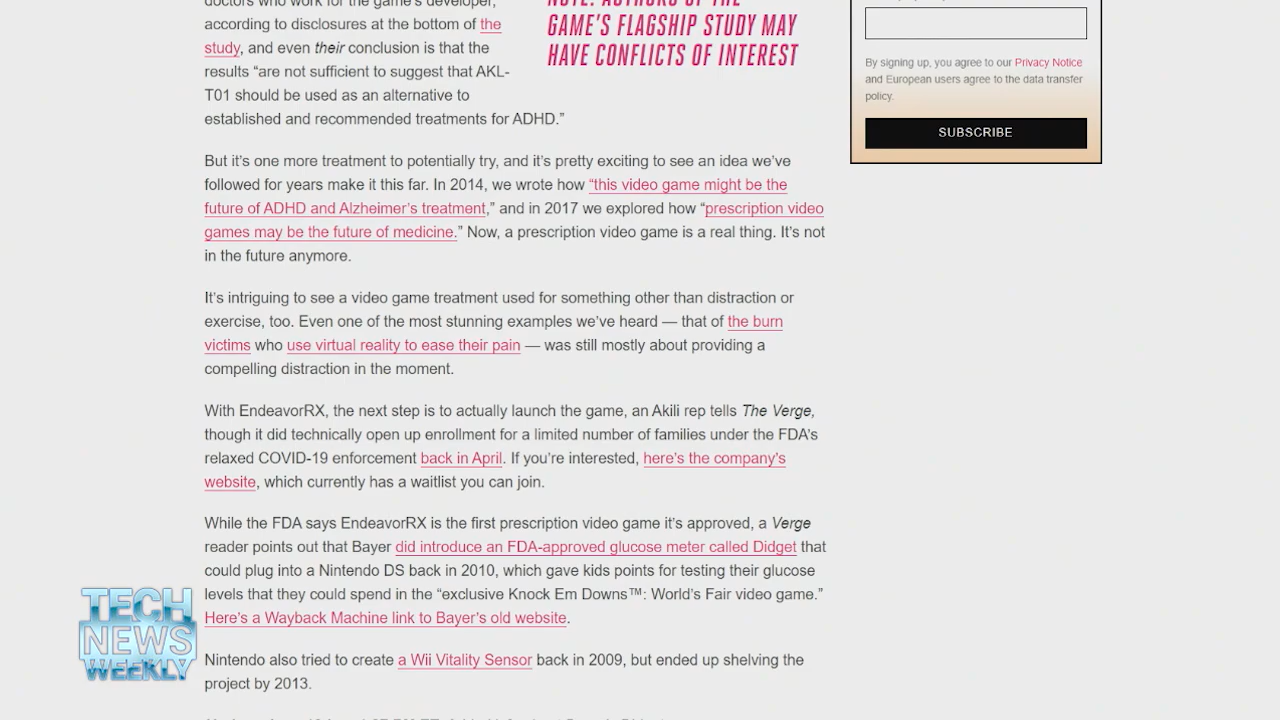 doctors who work for the game's developer,
according to disclosures at the bottom of the
study, and even their conclusion is that the
results “are not sufficient to suggest that AKL-
T01 should be used as an alternative to
established and recommended treatments for ADHD.”
NOTE: AUTHORS OF THE
GAME'S FLAGSHIP STUDY MAY
HAVE CONFLICTS OF INTEREST
But it’s one more treatment to potentially try, and it’s pretty exciting to see an idea we’ve
followed for years make it this far. In 2014, we wrote how “this video game might be the
future of ADHD and Alzheimer’s treatment,” and in 2017 we explored how “prescription video
games may be the future of medicine.” Now, a prescription video game is a real thing. It’s not
in the future anymore.
It’s intriguing to see a video game treatment used for something other than distraction or
exercise, too. Even one of the most stunning examples we’ve heard — that of the burn
victims who use virtual reality to ease their pain — was still mostly about providing a
compelling distraction in the moment.
With EndeavorRX, the next step is to actually launch the game, an Akili rep tells The Verge,
though it did technically open up enrollment for a limited number of families under the FDA’s
relaxed COVID-19 enforcement back in April. If you’re interested, here’s the company’s
website, which currently has a waitlist you can join.
While the FDA says EndeavorRX is the first prescription video game it’s approved, a Verge
reader points out that Bayer did introduce an FDA-approved glucose meter called Didget that
could plug into a Nintendo DS back in 2010, which gave kids points for testing their glucose
levels that they could spend in the “exclusive Knock Em Downs™: World’s Fair video game.”
Here’s a Wayback Machine link to Bayer’s old website.
Nintendo also tried to create a Wii Vitality Sensor back in 2009, but ended up shelving the
project by 2013.
By signing up, you agree to our Privacy Notice
and European users agree to the data transfer
policy.
SUBSCRIBE
TECH
NEWS
WEEKLY